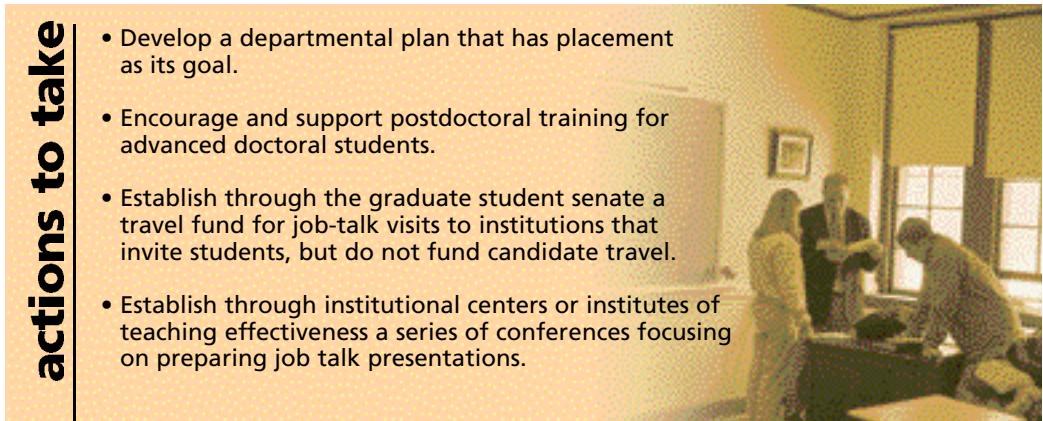 actions to take
• Develop a departmental plan that has placement
as its goal.
• Encourage and support postdoctoral training for
advanced doctoral students.
• Establish through the graduate student senate a
travel fund for job-talk visits to institutions that
invite students, but do not fund candidate travel.
• Establish through institutional centers or institutes of
teaching effectiveness a series of conferences focusing
on preparing job talk presentations.